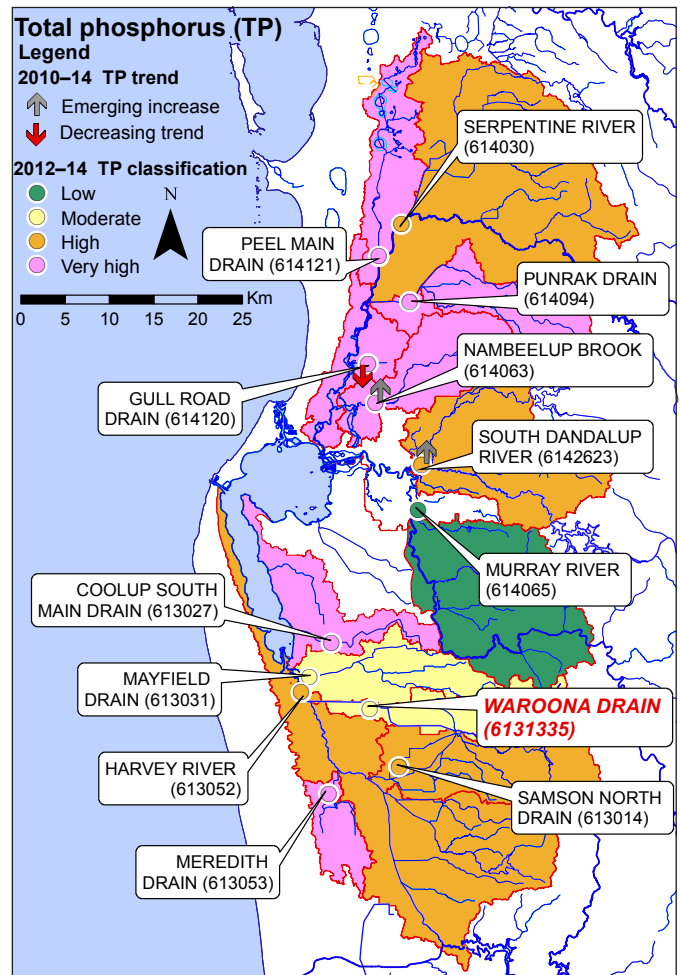 Total phosphorus (TP)
Legend
2010–14 TP trend
Emerging increase
Decreasing trend
2012–14 TP classification
Low
Moderate
High
Very high
N
Km
0 5 10 15 20 25
SERPENTINE RIVER
(614030)
PEEL MAIN
DRAIN (614121)
PUNRAK DRAIN
(614094)
NAMBEELUP BROOK
(614063)
GULL ROAD
DRAIN (614120)
SOUTH DANDALUP
RIVER (6142623)
MURRAY RIVER
(614065)
COOLUP SOUTH
MAIN DRAIN (613027)
MAYFIELD
DRAIN (613031)
WAROONA DRAIN
(6131335)
HARVEY RIVER
(613052)
SAMSON NORTH
DRAIN (613014)
MEREDITH
DRAIN (613053)